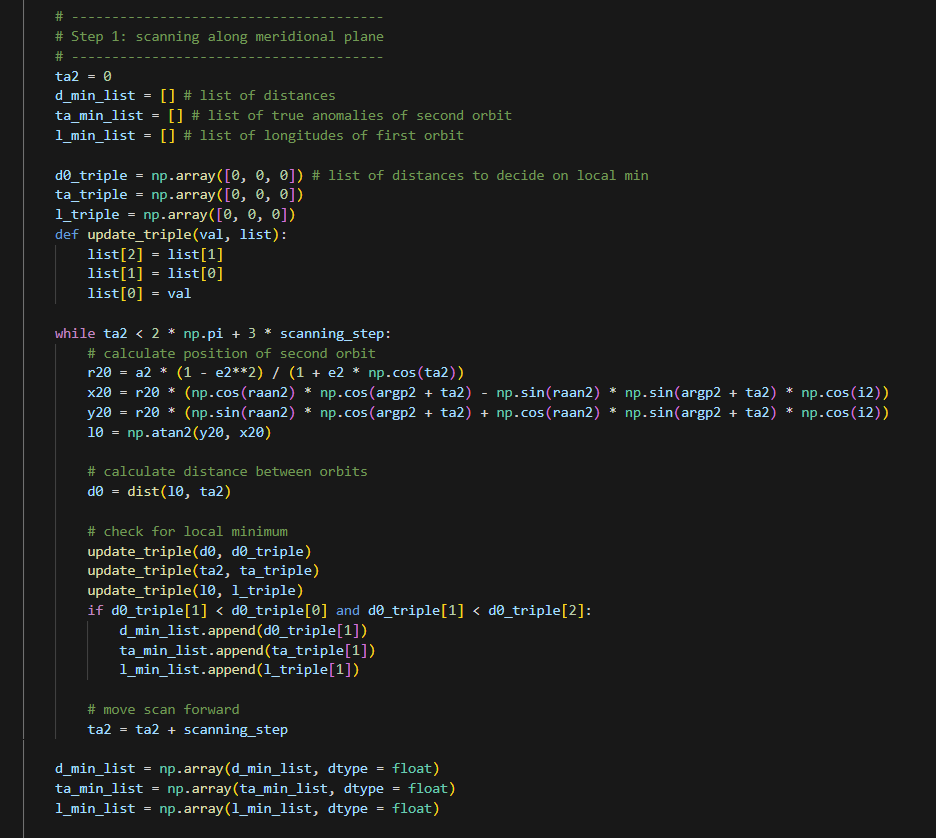 # ---------------------------------------
# Step 1: scanning along meridional plane
# ---------------------------------------
ta2 = 0
d_min_list = [] # list of distances
ta_min_list = [] # list of true anomalies of second orbit
l_min_list = [] # list of longitudes of first orbit

d0_triple = np.array([0, 0, 0]) # list of distances to decide on local min
ta_triple = np.array([0, 0, 0])
l_triple = np.array([0, 0, 0])
def update_triple(val, list):
    list[2] = list[1]
    list[1] = list[0]
    list[0] = val

while ta2 < 2 * np.pi + 3 * scanning_step:
    # calculate position of second orbit
    r20 = a2 * (1 - e2**2) / (1 + e2 * np.cos(ta2))
    x20 = r20 * (np.cos(raan2) * np.cos(argp2 + ta2) - np.sin(raan2) * np.sin(argp2 + ta2) * np.cos(i2))
    y20 = r20 * (np.sin(raan2) * np.cos(argp2 + ta2) + np.cos(raan2) * np.sin(argp2 + ta2) * np.cos(i2))
    l0 = np.atan2(y20, x20)

    # calculate distance between orbits
    d0 = dist(l0, ta2)

    # check for local minimum
    update_triple(d0, d0_triple)
    update_triple(ta2, ta_triple)
    update_triple(l0, l_triple)
    if d0_triple[1] < d0_triple[0] and d0_triple[1] < d0_triple[2]:
        d_min_list.append(d0_triple[1])
        ta_min_list.append(ta_triple[1])
        l_min_list.append(l_triple[1])

    # move scan forward
    ta2 = ta2 + scanning_step

d_min_list = np.array(d_min_list, dtype = float)
ta_min_list = np.array(ta_min_list, dtype = float)
l_min_list = np.array(l_min_list, dtype = float)